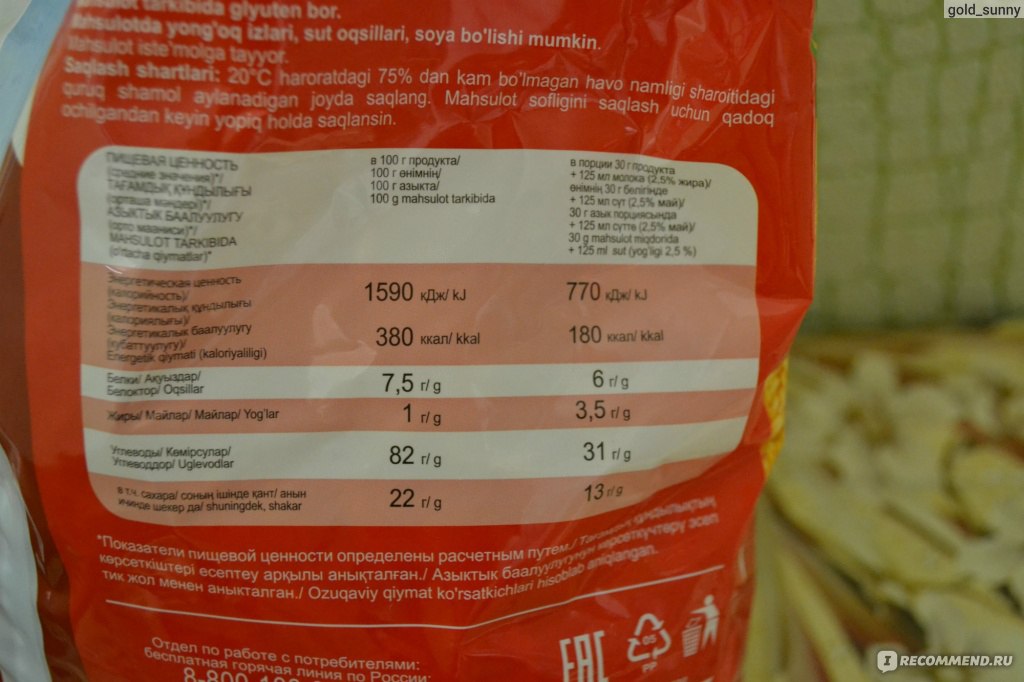 gold_sunny
tarkibida glyuten bor.
yong'oq izlari, sut oqsillari, soya bo'lishi mumkin.
Mahsulot iste'molga tayyor.
Saqlash shartlari: 20°C haroratdagi 75% dan kam bo'lmagan havo namligi sharoitidagi
quruq shamol aylanadigan joyda saqlang. Mahsulot sofligini saqlash uchun qadoq
ochilgandan keyin yopiq holda saqlansin.
ПИЩЕВАЯ ЦЕННОСТЬ
(средние значения)*/
ТАҒАМДЫҚ ҚҰНДЫЛЫҒЫ
(орташа мәндері)*/
АЗЫКТЫК БААЛУУЛУГУ
(орто мааниси)*/
MAHSULOT TARKIBIDA
(o'rtacha qiymatlar)*
в 100 г продукта/
100 г өнімнің/
100 г азыкта/
100 g mahsulot tarkibida
в порции 30 г продукта
+ 125 мл молока (2,5% жира)/
өнімнің 30 г бөлігінде
+ 125 мл сүт (2,5% май)/
30 г азык порциясында
+ 125 мл сүттө (2,5% май)/
30 g mahsulot miqdorida
+ 125 ml sut (yog'ligi 2,5 %)
Энергетическая ценность
(калорийность)/
Энергетикалық құндылығы
(калориялығы)/
Энергетикалык баалуулугу
(кубаттуулугу)/
Energetik qiymati (kaloriyaliligi)
1590 кДж/ kJ
770 кДж/ kJ
380 ккал/ kkal
180 ккал/ kkal
Белки/ Ақуыздар/
Белоктор/ Oqsillar
7,5 г/ g
6 г/ g
Жиры/ Майлар/ Майлар/ Yog'lar
1 г/ g
3,5 г/ g
Углеводы/ Көмірсулар/
Углеводдор/ Uglevodlar
82 г/ g
31 г/ g
в т.ч. сахара/ соның ішінде қант/ анын
ичинде шекер да/ shuningdek, shakar
22 г/ g
13 г/ g
*Показатели пищевой ценности определены расчетным путем./ Тағамдық құндылықтың
көрсеткіштері есептеу арқылы анықталған./ Азыктык баалуулугунун көрсөткүчтөрү эсеп
тик жол менен аныкталган./ Ozuqaviy qiymat ko'rsatkichlari hisoblab aniqlangan.
Отдел по работе с потребителями:
бесплатная горячая линия по России:
8-800
EAC
05
PP
I RECOMMEND.RU